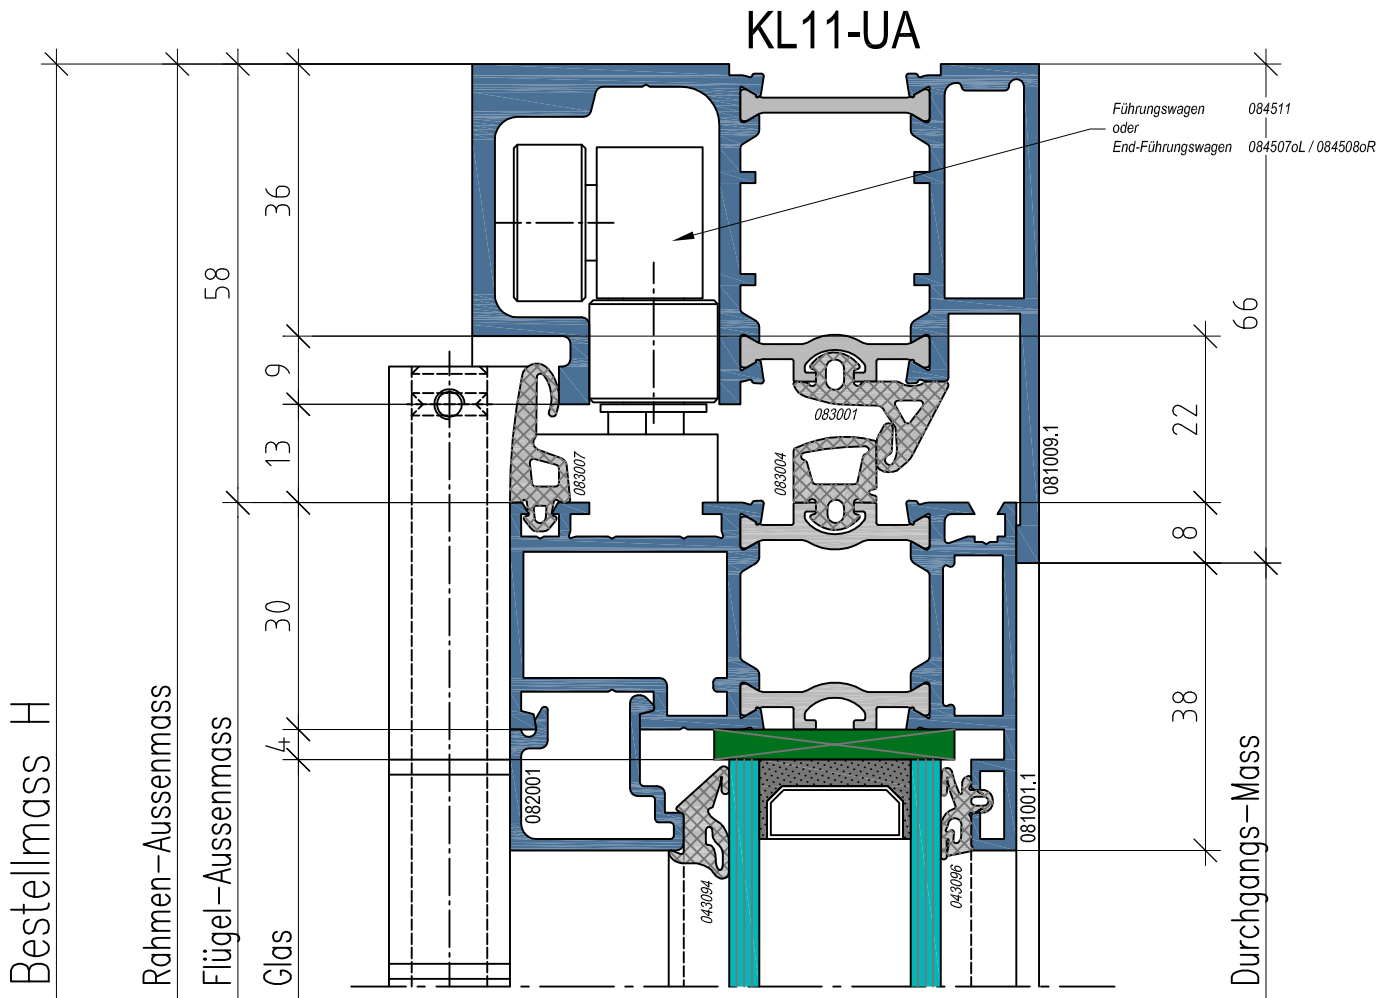 KL11-UA
Führungswagen 084511
oder
End-Führungswagen 084507oL / 084508oR
36
58
9
13
30
4
66
22
8
38
083001
083007
083004
081009.1
082001
081001.1
043094
043096
Bestellmass H
Rahmen-Aussenmass
Flügel-Aussenmass
Glas
Durchgangs-Mass